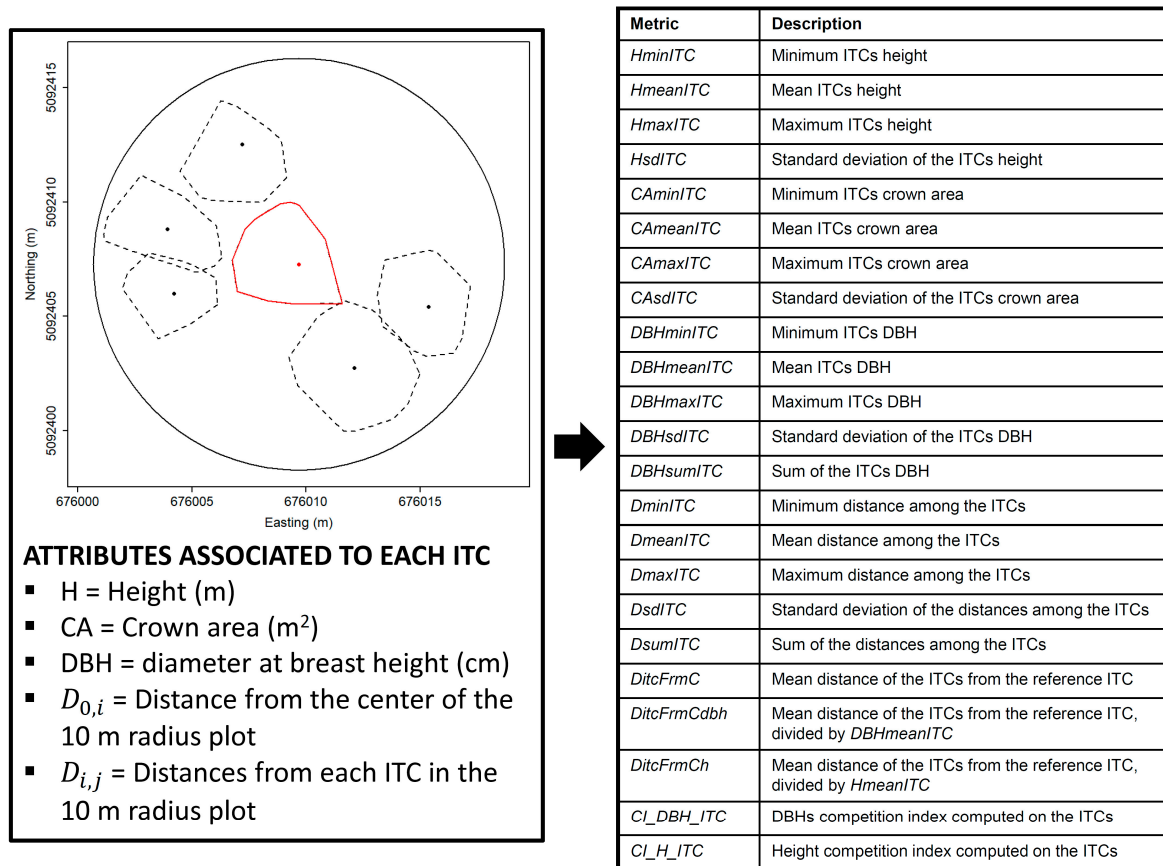 5092415
5092410
5092405
5092400
Northing (m)
676000 676005 676010 676015
Easting (m)
ATTRIBUTES ASSOCIATED TO EACH ITC
▪ H = Height (m)
▪ CA = Crown area (m²)
▪ DBH = diameter at breast height (cm)
▪ D₀,ᵢ = Distance from the center of the
10 m radius plot
▪ Dᵢ,ⱼ = Distances from each ITC in the
10 m radius plot
Metric Description
HminITC Minimum ITCs height
HmeanITC Mean ITCs height
HmaxITC Maximum ITCs height
HsdITC Standard deviation of the ITCs height
CAminITC Minimum ITCs crown area
CAmeanITC Mean ITCs crown area
CAmaxITC Maximum ITCs crown area
CAsdITC Standard deviation of the ITCs crown area
DBHminITC Minimum ITCs DBH
DBHmeanITC Mean ITCs DBH
DBHmaxITC Maximum ITCs DBH
DBHsdITC Standard deviation of the ITCs DBH
DBHsumITC Sum of the ITCs DBH
DminITC Minimum distance among the ITCs
DmeanITC Mean distance among the ITCs
DmaxITC Maximum distance among the ITCs
DsdITC Standard deviation of the distances among the ITCs
DsumITC Sum of the distances among the ITCs
DitcFrmC Mean distance of the ITCs from the reference ITC
DitcFrmCdbh Mean distance of the ITCs from the reference ITC,
divided by DBHmeanITC
DitcFrmCh Mean distance of the ITCs from the reference ITC,
divided by HmeanITC
CI_DBH_ITC DBHs competition index computed on the ITCs
CI_H_ITC Height competition index computed on the ITCs